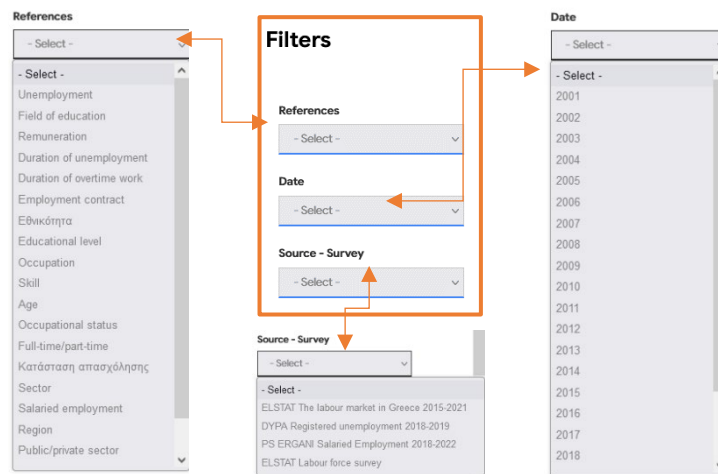 References
- Select -
- Select -
Unemployment
Field of education
Remuneration
Duration of unemployment
Duration of overtime work
Employment contract
Εθνικότητα
Educational level
Occupation
Skill
Age
Occupational status
Full-time/part-time
Κατάσταση απασχόλησης
Sector
Salaried employment
Region
Public/private sector
Filters
References
- Select -
Date
- Select -
Source - Survey
- Select -
Source - Survey
- Select -
- Select -
ELSTAT The labour market in Greece 2015-2021
DYPA Registered unemployment 2018-2019
PS ERGANI Salaried Employment 2018-2022
ELSTAT Labour force survey
Date
- Select -
- Select -
2001
2002
2003
2004
2005
2006
2007
2008
2009
2010
2011
2012
2013
2014
2015
2016
2017
2018